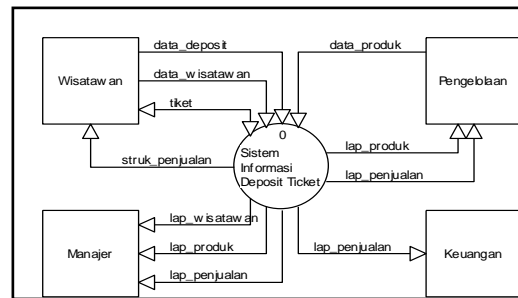 data_deposit
data_produk
Wisatawan
data_wisatawan
Pengelolaan
tiket
0
Sistem
Informasi
Deposit Ticket
struk_penjualan
lap_produk
lap_penjualan
lap_wisatawan
Manajer
lap_produk
lap_penjualan
lap_penjualan
Keuangan